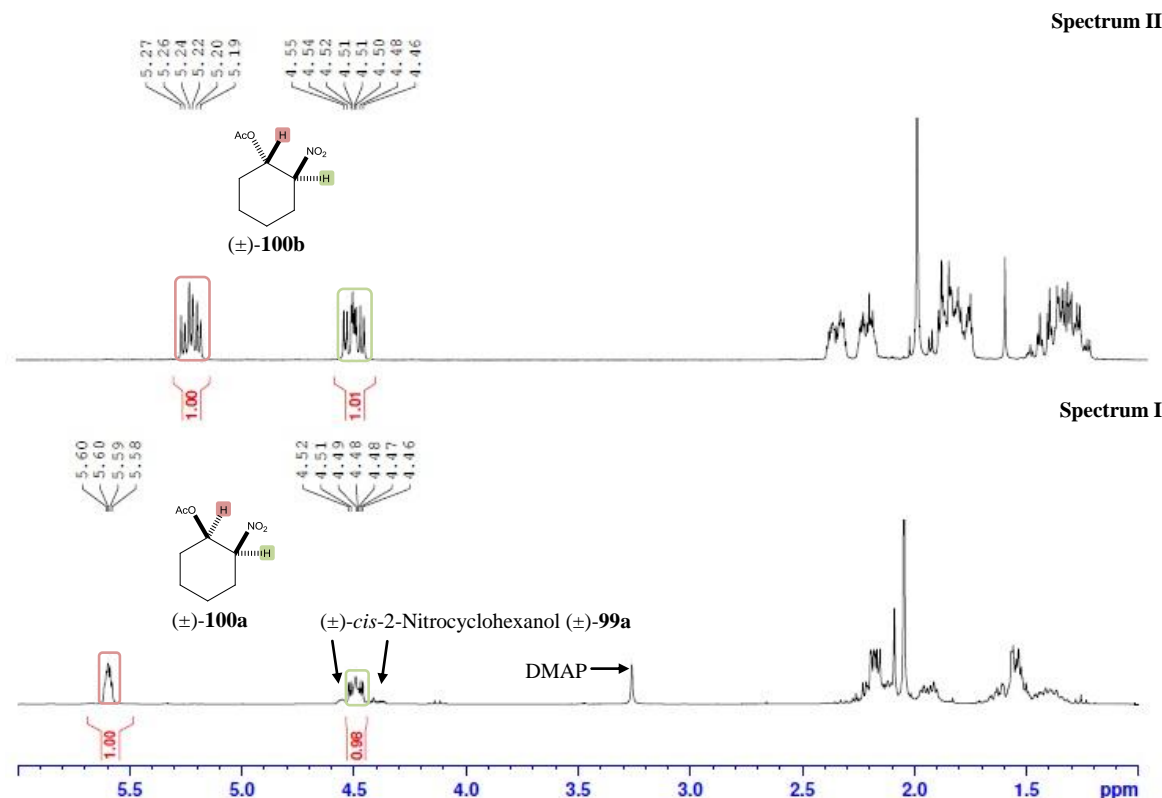 Spectrum II
5.27 5.26 5.24 5.22 5.20 5.19
4.55 4.54 4.52 4.51 4.51 4.50 4.48 4.46
AcO H NO2 H
(±)-100b
1.00 1.01
Spectrum I
5.60 5.60 5.59 5.58
4.52 4.51 4.49 4.48 4.48 4.47 4.46
AcO H NO2 H
(±)-100a
(±)-cis-2-Nitrocyclohexanol (±)-99a
DMAP
1.00 0.98
5.5 5.0 4.5 4.0 3.5 3.0 2.5 2.0 1.5 ppm